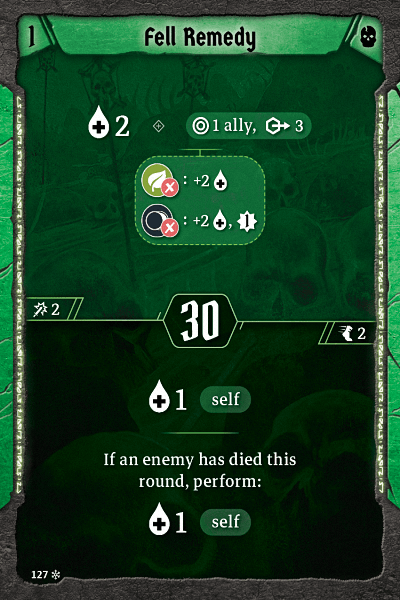 1 Fell Remedy
2 1 ally, 3
: +2
: +2, 1
2
30
2
1 self
If an enemy has died this
round, perform:
1 self
127